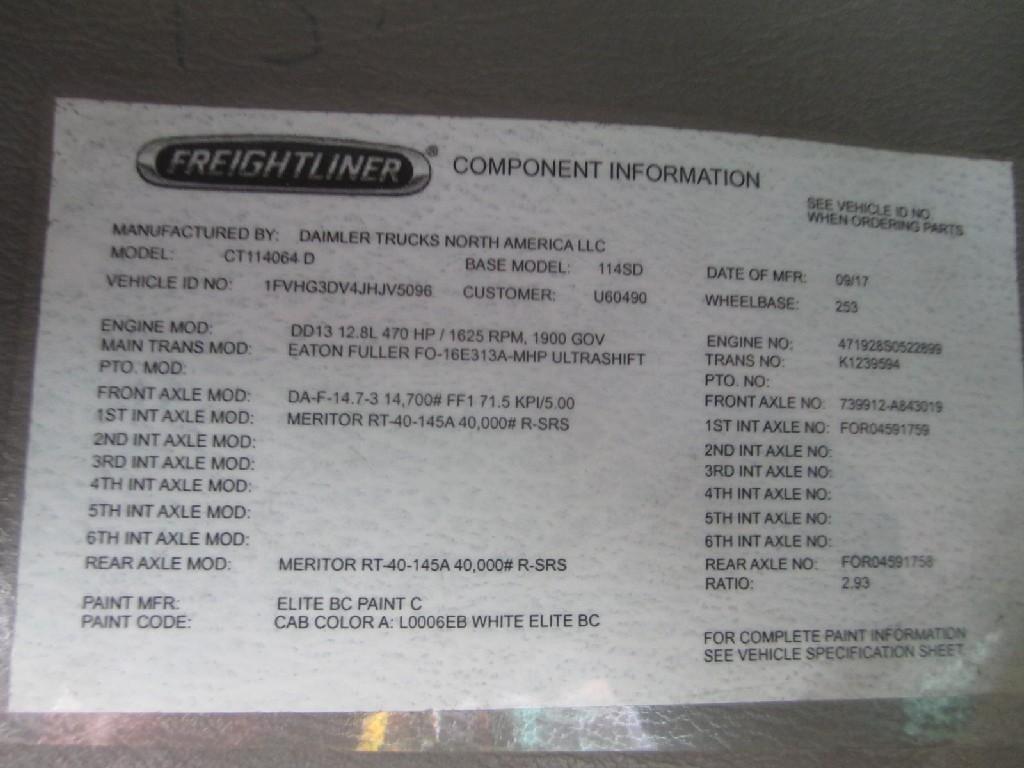 FREIGHTLINER® COMPONENT INFORMATION
SEE VEHICLE ID NO
WHEN ORDERING PARTS
MANUFACTURED BY: DAIMLER TRUCKS NORTH AMERICA LLC
MODEL: CT114064 D BASE MODEL: 114SD DATE OF MFR: 09/17
VEHICLE ID NO: 1FVHG3DV4JHJV5096 CUSTOMER: U60490 WHEELBASE: 253
ENGINE MOD: DD13 12.8L 470 HP / 1625 RPM, 1900 GOV ENGINE NO: 471928S0522899
MAIN TRANS MOD: EATON FULLER FO-16E313A-MHP ULTRASHIFT TRANS NO: K1239594
PTO. MOD: PTO. NO:
FRONT AXLE MOD: DA-F-14.7-3 14,700# FF1 71.5 KPI/5.00 FRONT AXLE NO: 739912-A843019
1ST INT AXLE MOD: MERITOR RT-40-145A 40,000# R-SRS 1ST INT AXLE NO: FOR04591759
2ND INT AXLE MOD: 2ND INT AXLE NO:
3RD INT AXLE MOD: 3RD INT AXLE NO:
4TH INT AXLE MOD: 4TH INT AXLE NO:
5TH INT AXLE MOD: 5TH INT AXLE NO:
6TH INT AXLE MOD: 6TH INT AXLE NO:
REAR AXLE MOD: MERITOR RT-40-145A 40,000# R-SRS REAR AXLE NO: FOR04591758
RATIO: 2.93
PAINT MFR: ELITE BC PAINT C
PAINT CODE: CAB COLOR A: L0006EB WHITE ELITE BC
FOR COMPLETE PAINT INFORMATION
SEE VEHICLE SPECIFICATION SHEET